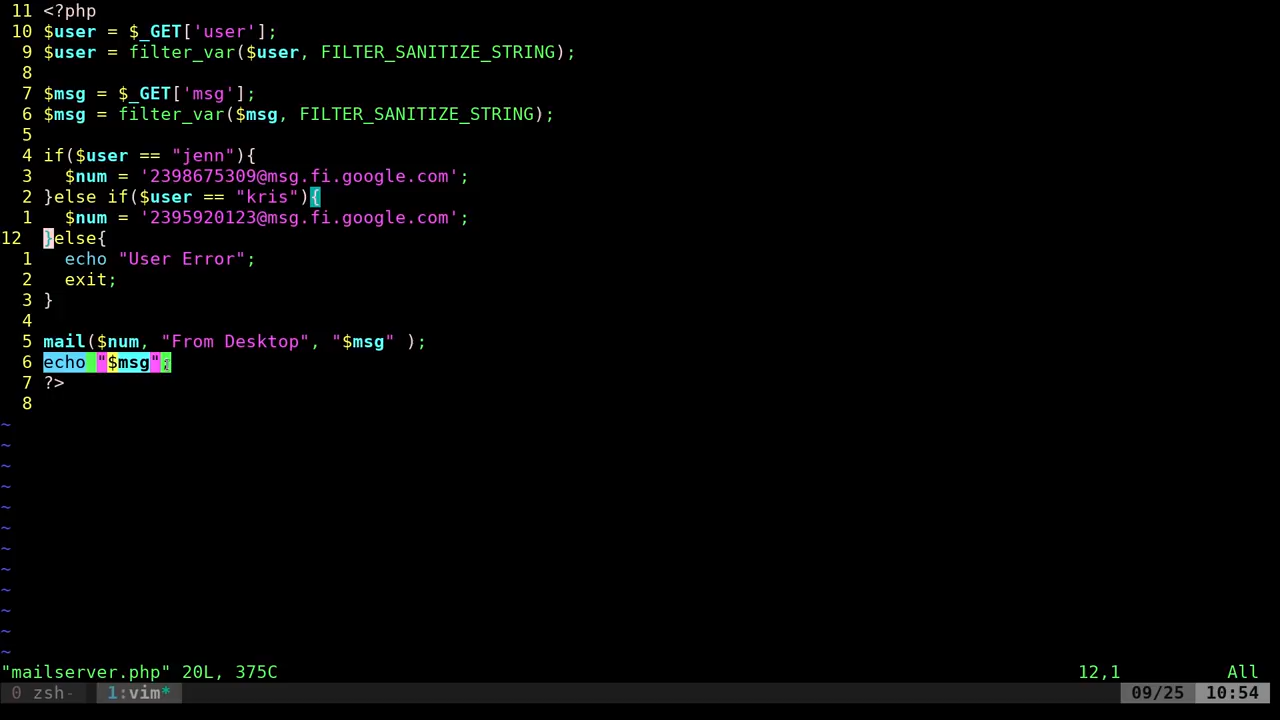 11 <?php
10 $user = $_GET['user'];
9 $user = filter_var($user, FILTER_SANITIZE_STRING);
8
7 $msg = $_GET['msg'];
6 $msg = filter_var($msg, FILTER_SANITIZE_STRING);
5
4 if($user == "jenn"){
3   $num = '2398675309@msg.fi.google.com';
2 }else if($user == "kris"){
1   $num = '2395920123@msg.fi.google.com';
12 }else{
1   echo "User Error";
2   exit;
3 }
4
5 mail($num, "From Desktop", "$msg" );
6 echo "$msg";
7 ?>
8
~
~
~
~
~
~
~
~
~
~
~
~
"mailserver.php" 20L, 375C 12,1 All
0 zsh- 1:vim* 09/25 10:54